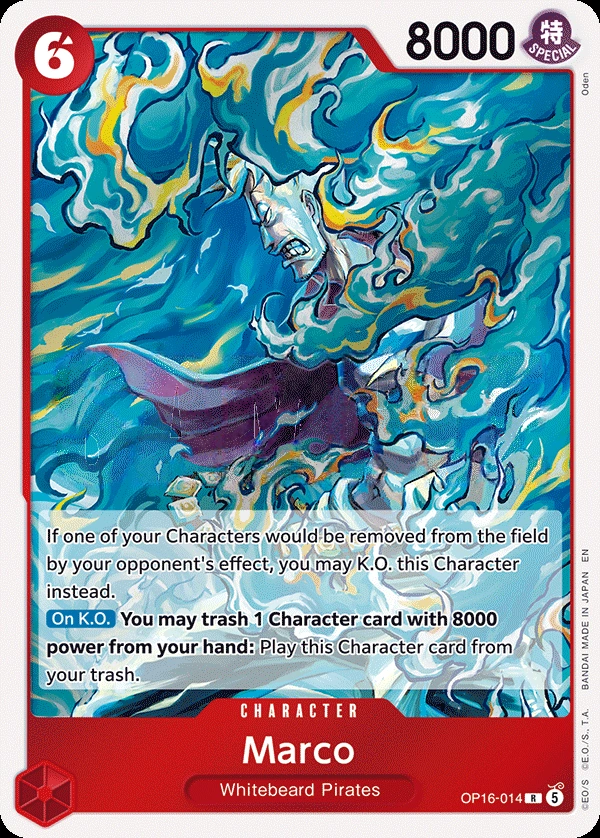 6
8000
特
SPECIAL
Oden
If one of your Characters would be removed from the field
by your opponent's effect, you may K.O. this Character
instead.
On K.O. You may trash 1 Character card with 8000
power from your hand: Play this Character card from
your trash.
CHARACTER
Marco
Whitebeard Pirates
OP16-014 R 5
©E.O/S ©E.O./S., T.A. BANDAI MADE IN JAPAN EN